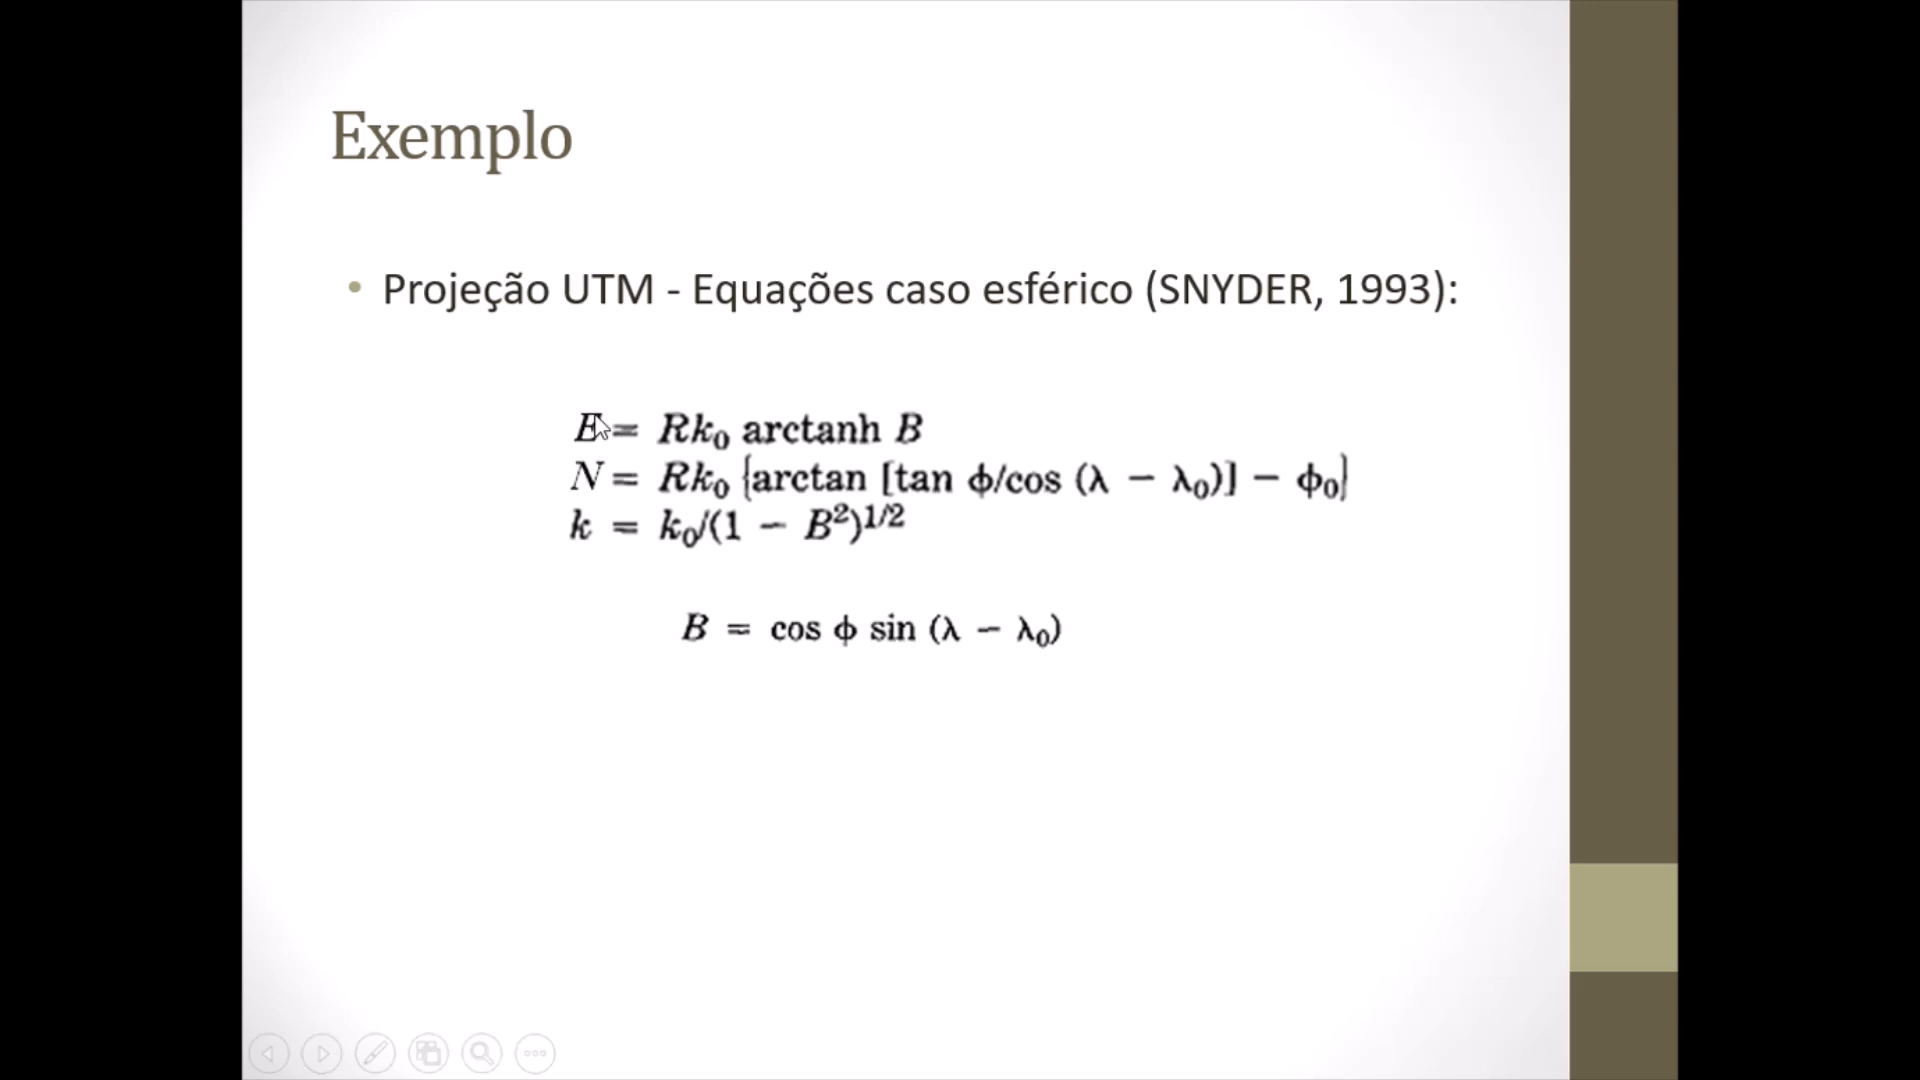 Exemplo
• Projeção UTM - Equações caso esférico (SNYDER, 1993):
E = Rk₀ arctanh B
N = Rk₀ {arctan [tan ϕ/cos (λ − λ₀)] − ϕ₀}
k = k₀/(1 − B²)^1/2
B = cos ϕ sin (λ − λ₀)